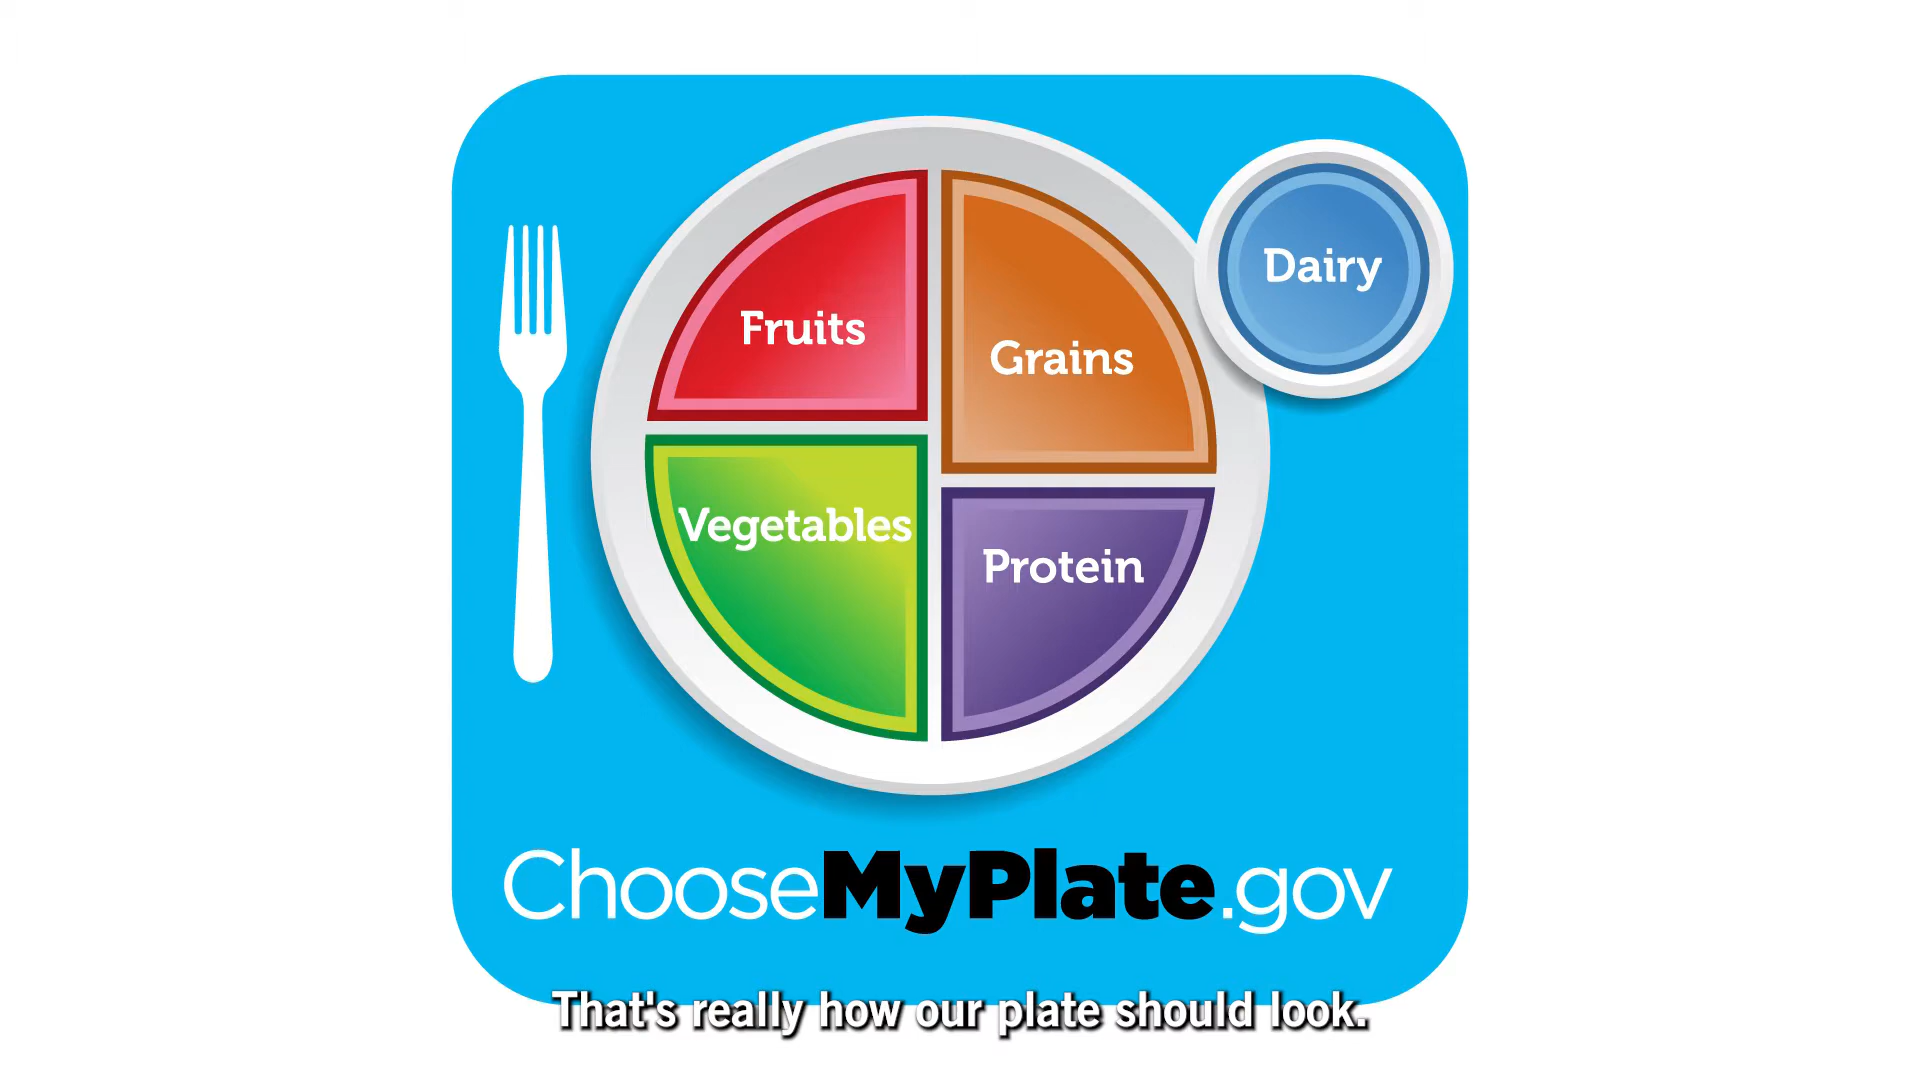 Fruits
Grains
Dairy
Vegetables
Protein
ChooseMyPlate.gov
That's really how our plate should look.